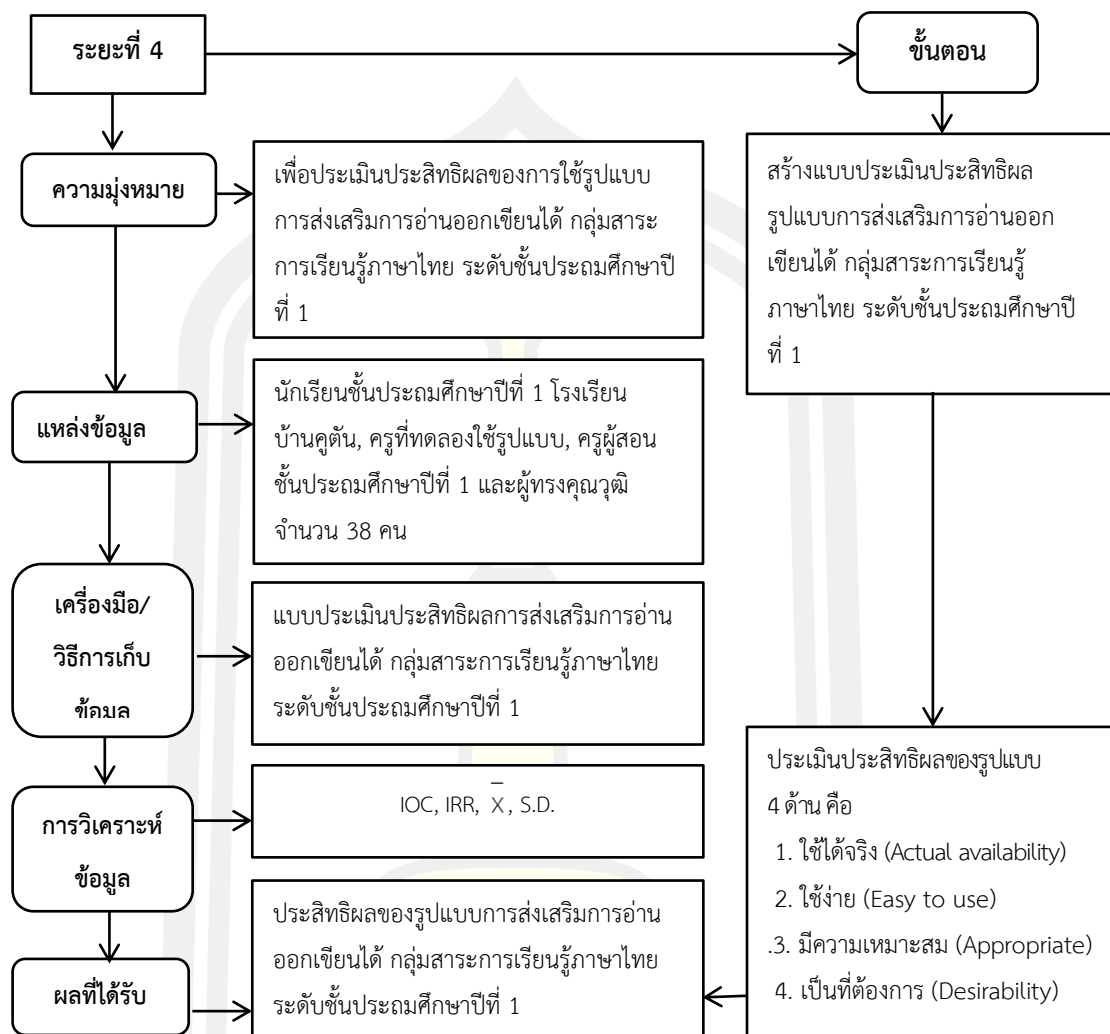 ระยะที่ 4
ขั้นตอน
ความมุ่งหมาย
เพื่อประเมินประสิทธิผลของการใช้รูปแบบ
การส่งเสริมการอ่านออกเขียนได้ กลุ่มสาระ
การเรียนรู้ภาษาไทย ระดับชั้นประถมศึกษาปี
ที่ 1
สร้างแบบประเมินประสิทธิผล
รูปแบบการส่งเสริมการอ่านออก
เขียนได้ กลุ่มสาระการเรียนรู้
ภาษาไทย ระดับชั้นประถมศึกษาปี
ที่ 1
แหล่งข้อมูล
นักเรียนชั้นประถมศึกษาปีที่ 1 โรงเรียน
บ้านคูตัน, ครูที่ทดลองใช้รูปแบบ, ครูผู้สอน
ชั้นประถมศึกษาปีที่ 1 และผู้ทรงคุณวุฒิ
จำนวน 38 คน
เครื่องมือ/
วิธีการเก็บ
ข้อมูล
แบบประเมินประสิทธิผลการส่งเสริมการอ่าน
ออกเขียนได้ กลุ่มสาระการเรียนรู้ภาษาไทย
ระดับชั้นประถมศึกษาปีที่ 1
การวิเคราะห์
ข้อมูล
IOC, IRR, X̄, S.D.
ประเมินประสิทธิผลของรูปแบบ
4 ด้าน คือ
1. ใช้ได้จริง (Actual availability)
2. ใช้ง่าย (Easy to use)
.3. มีความเหมาะสม (Appropriate)
4. เป็นที่ต้องการ (Desirability)
ผลที่ได้รับ
ประสิทธิผลของรูปแบบการส่งเสริมการอ่าน
ออกเขียนได้ กลุ่มสาระการเรียนรู้ภาษาไทย
ระดับชั้นประถมศึกษาปีที่ 1